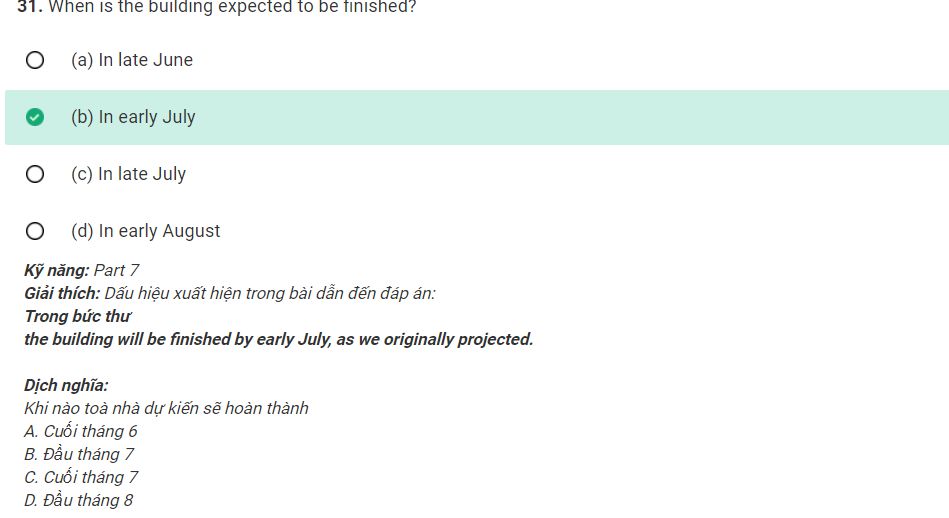 31. When is the building expected to be finished?
(a) In late June
(b) In early July
(c) In late July
(d) In early August
Kỹ năng: Part 7
Giải thích: Dấu hiệu xuất hiện trong bài dẫn đến đáp án:
Trong bức thư
the building will be finished by early July, as we originally projected.
Dịch nghĩa:
Khi nào toà nhà dự kiến sẽ hoàn thành
A. Cuối tháng 6
B. Đầu tháng 7
C. Cuối tháng 7
D. Đầu tháng 8